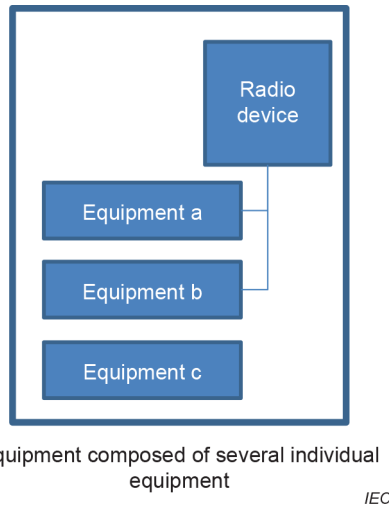 Radio
device
Equipment a
Equipment b
Equipment c
quipment composed of several individual
equipment
IEC